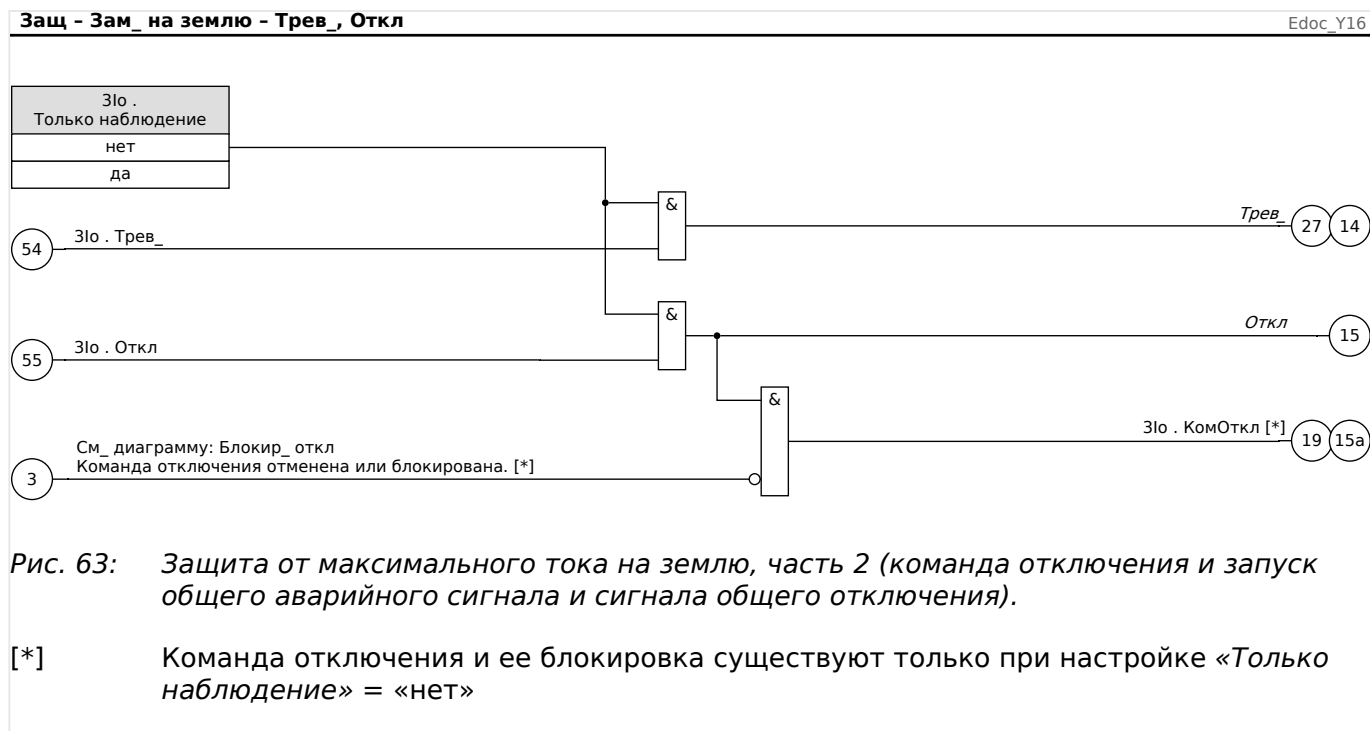 Защ – Зам_ на землю – Трев_, Откл
Edoc_Y16
3Io .
Только наблюдение
нет
да
&
Трев_
27 14
54
3Io . Трев_
&
Откл
15
55
3Io . Откл
&
3Io . КомОткл [*]
19 15a
См_ диаграмму: Блокир_ откл
3
Команда отключения отменена или блокирована. [*]
Рис. 63: Защита от максимального тока на землю, часть 2 (команда отключения и запуск
общего аварийного сигнала и сигнала общего отключения).
[*] Команда отключения и ее блокировка существуют только при настройке «Только
наблюдение» = «нет»